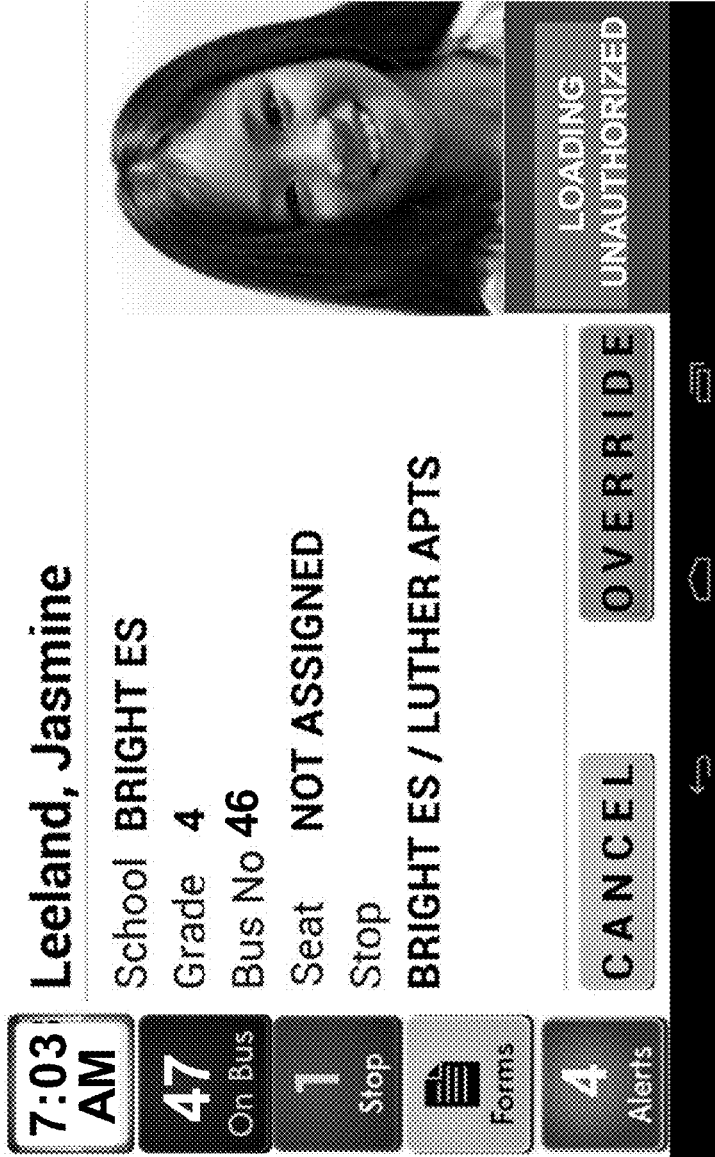 7:03
AM
47
On Bus
1
Stop
Forms
4
Alerts
Leeland, Jasmine
School BRIGHT ES
Grade 4
Bus No 46
Seat NOT ASSIGNED
Stop
BRIGHT ES / LUTHER APTS
CANCEL
OVERRIDE
LOADING
UNAUTHORIZED